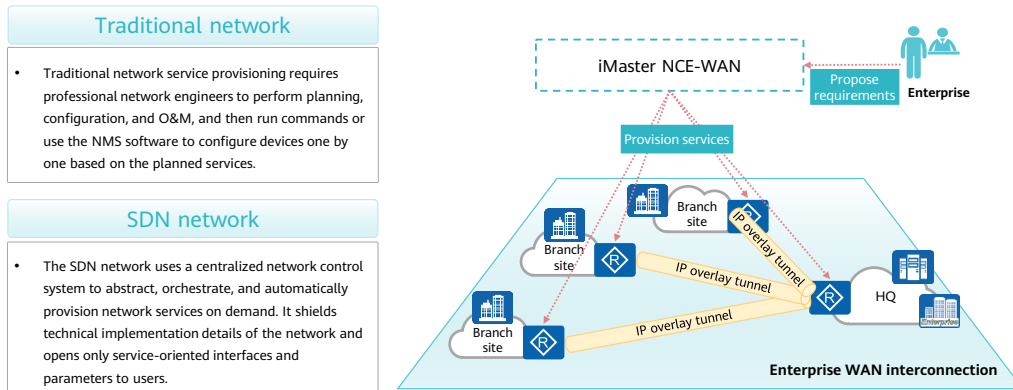 Traditional network
• Traditional network service provisioning requires
professional network engineers to perform planning,
configuration, and O&M, and then run commands or
use the NMS software to configure devices one by
one based on the planned services.
SDN network
• The SDN network uses a centralized network control
system to abstract, orchestrate, and automatically
provision network services on demand. It shields
technical implementation details of the network and
opens only service-oriented interfaces and
parameters to users.
iMaster NCE-WAN
Propose
requirements
Enterprise
Provision services
Branch
site
R
IP overlay tunnel
Branch
site
R
IP overlay tunnel
R
HQ
Enterprise
Branch
site
R
IP overlay tunnel
Enterprise WAN interconnection